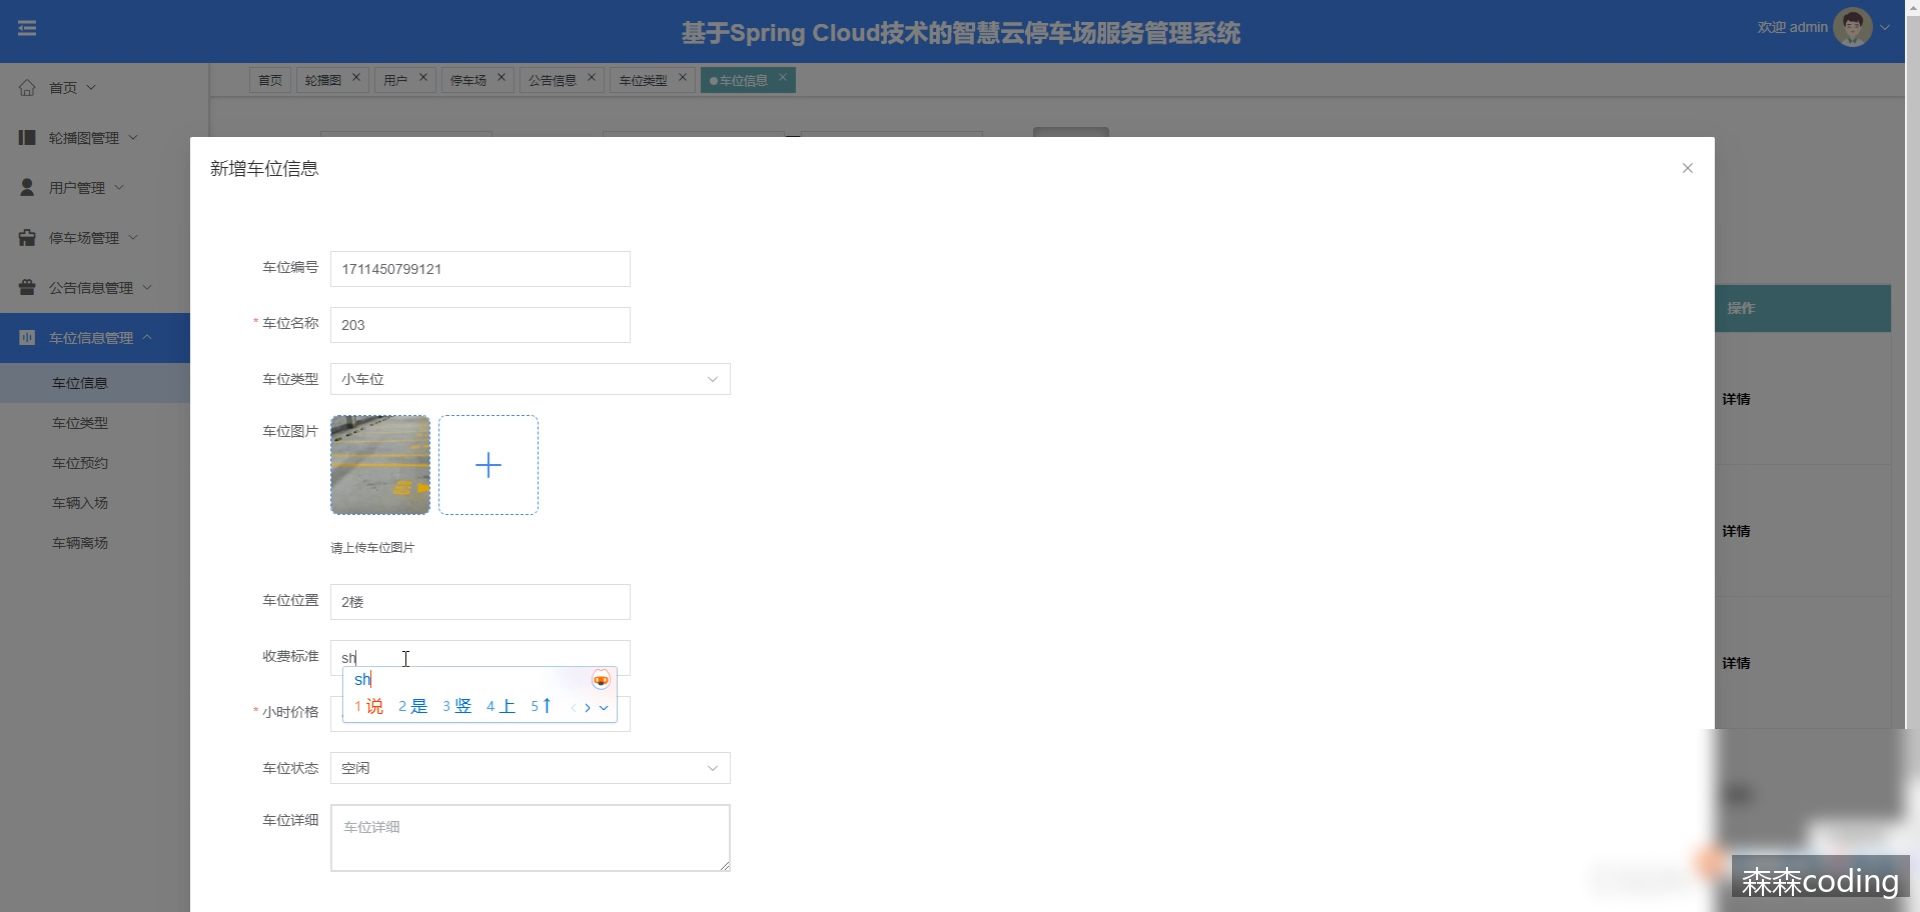 基于Spring Cloud技术的智慧云停车场服务管理系统
欢迎 admin
首页
轮播图管理
用户管理
停车场管理
公告信息管理
车位信息管理
车位信息
车位类型
车位预约
车辆入场
车辆离场
首页 轮播图 × 用户 × 停车场 × 公告信息 × 车位类型 × 车位信息 ×
新增车位信息
车位编号 1711450799121
* 车位名称 203
车位类型 小车位
车位图片
请上传车位图片
车位位置 2楼
收费标准 sh
sh
1 说 2 是 3 竖 4 上 5 ↑
* 小时价格
车位状态 空闲
车位详细 车位详细
操作
详情
详情
详情
森森coding